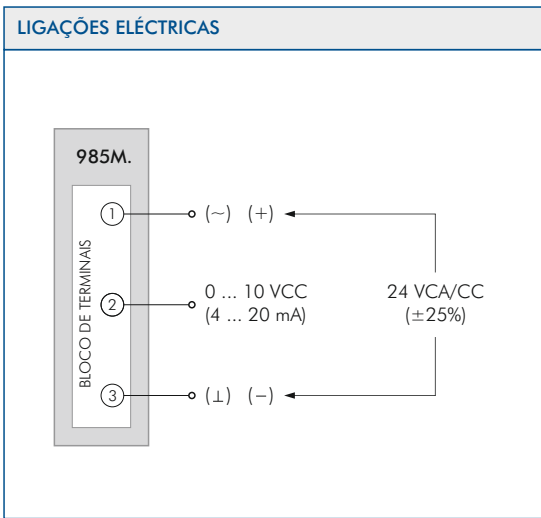 LIGAÇÕES ELÉCTRICAS
985M.
BLOCO DE TERMINAIS
1
(~) (+)
2
0 ... 10 VCC
(4 ... 20 mA)
24 VCA/CC
(±25%)
3
(⊥) (−)